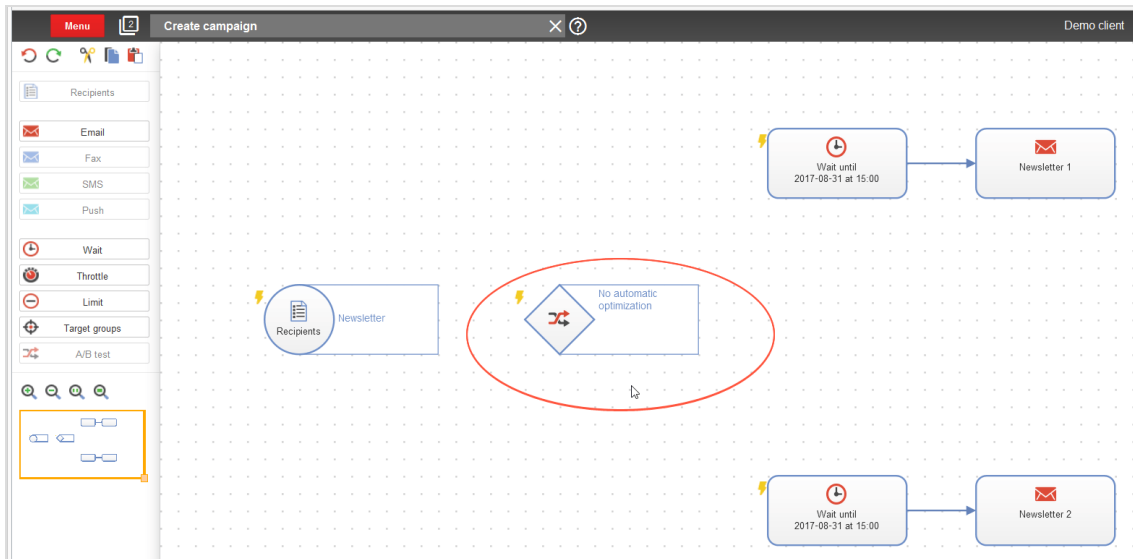 Menu
2
Create campaign
Demo client
Recipients
Email
Fax
SMS
Push
Wait
Throttle
Limit
Target groups
A/B test
Wait until
2017-08-31 at 15:00
Newsletter 1
Recipients
Newsletter
No automatic
optimization
Wait until
2017-08-31 at 15:00
Newsletter 2